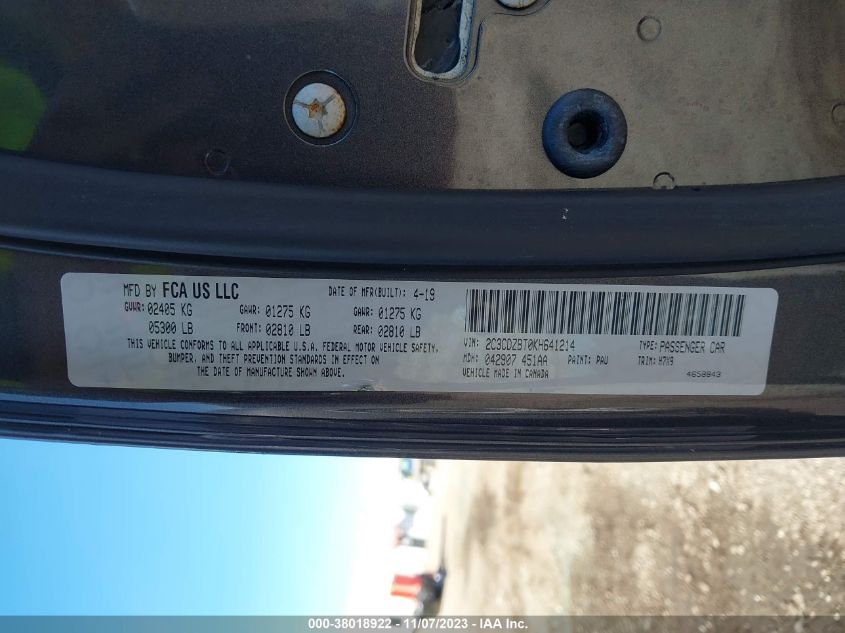 MFD BY FCA US LLC DATE OF MFR(BUILT): 4-19
GVWR: 02405 KG GAWR: 01275 KG GAWR: 01275 KG
05300 LB FRONT: 02810 LB REAR: 02810 LB
THIS VEHICLE CONFORMS TO ALL APPLICABLE U.S.A. FEDERAL MOTOR VEHICLE SAFETY,
BUMPER, AND THEFT PREVENTION STANDARDS IN EFFECT ON
THE DATE OF MANUFACTURE SHOWN ABOVE.
VIN: 2C3CDZBT0KH641214 TYPE: PASSENGER CAR
MDH: 042907 451AA PAINT: PAU TRIM: H7X9
VEHICLE MADE IN CANADA 4658843
000-38018922 - 11/07/2023 - IAA Inc.